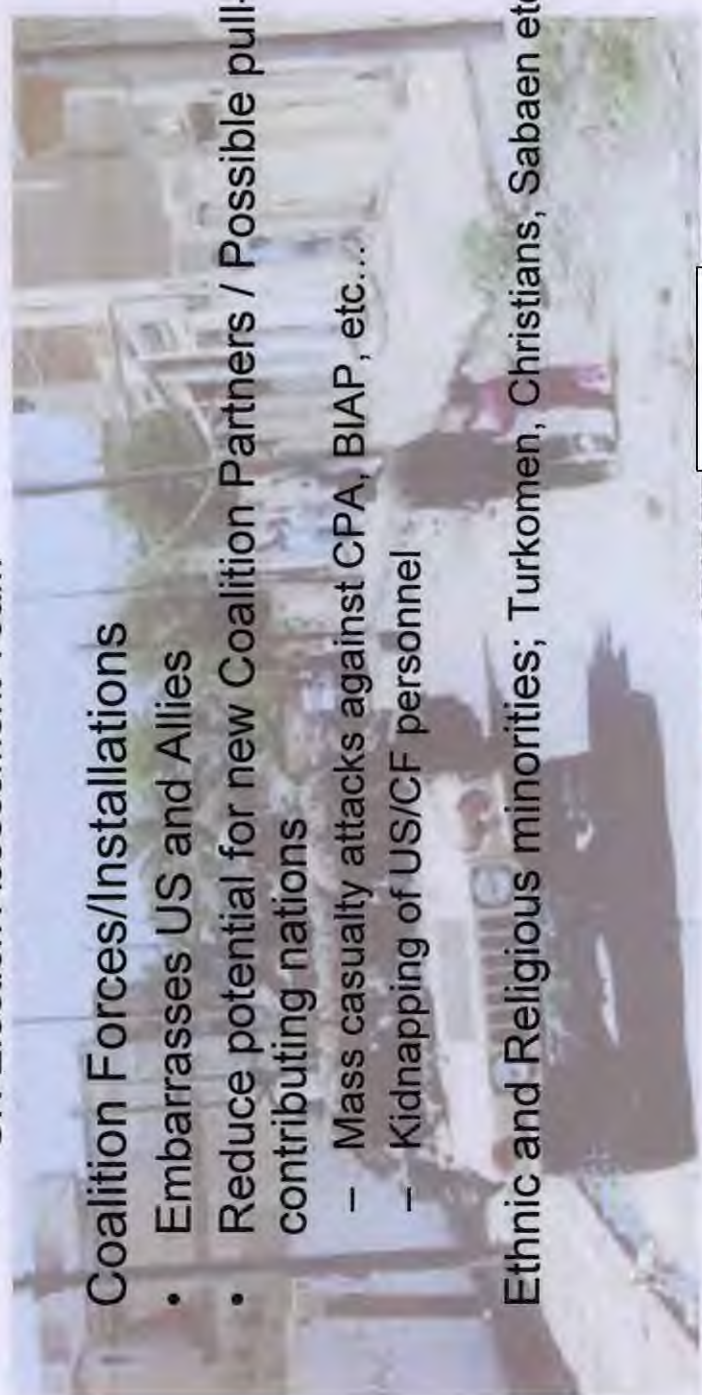 Coalition Forces/Installations
• Embarrasses US and Allies
• Reduce potential for new Coalition Partners / Possible pull-
contributing nations
– Mass casualty attacks against CPA, BIAP, etc…
– Kidnapping of US/CF personnel
Ethnic and Religious minorities; Turkomen, Christians, Sabaen etc